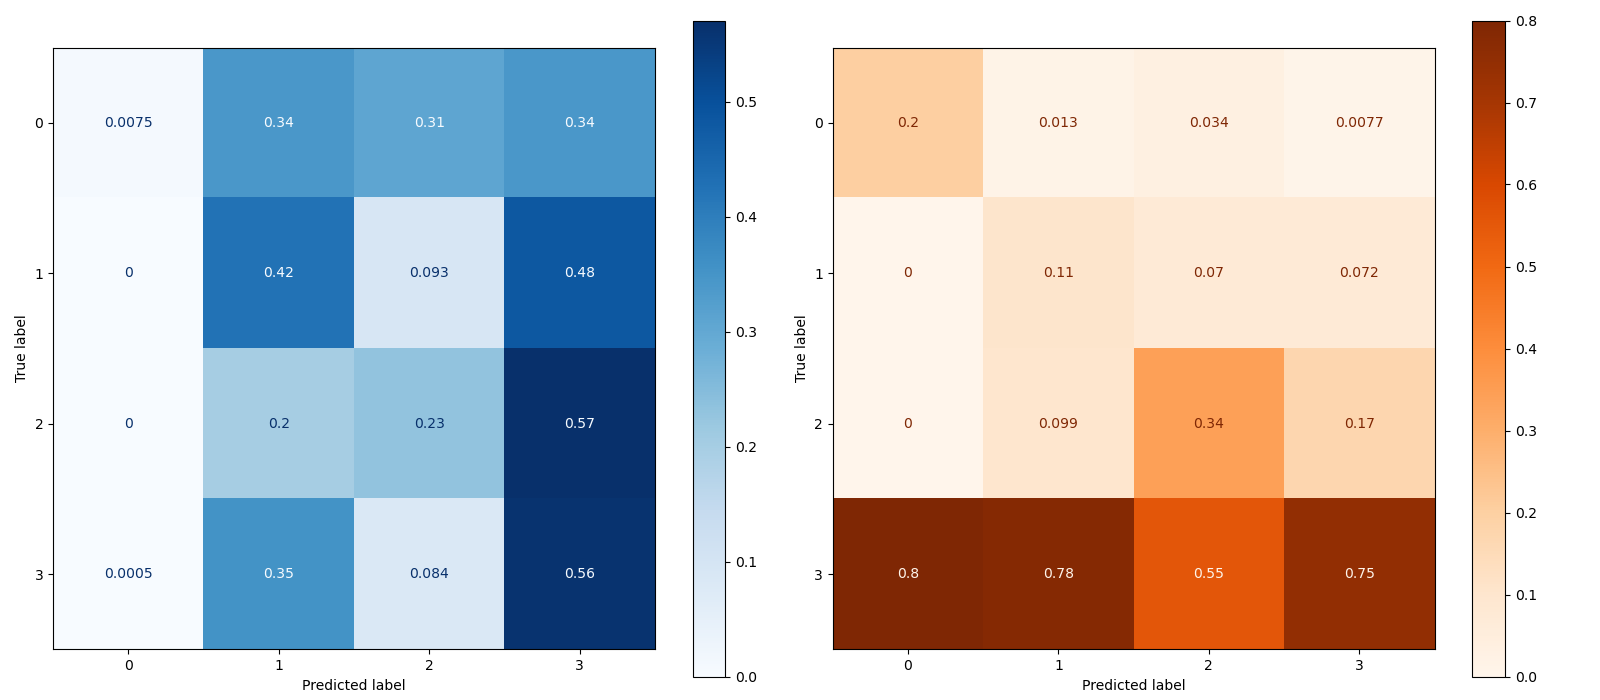 0 0.0075 0.34 0.31 0.34
1 0 0.42 0.093 0.48
2 0 0.2 0.23 0.57
3 0.0005 0.35 0.084 0.56
0 1 2 3
True label
Predicted label
0.5
0.4
0.3
0.2
0.1
0.0
0 0.2 0.013 0.034 0.0077
1 0 0.11 0.07 0.072
2 0 0.099 0.34 0.17
3 0.8 0.78 0.55 0.75
0 1 2 3
True label
Predicted label
0.8
0.7
0.6
0.5
0.4
0.3
0.2
0.1
0.0